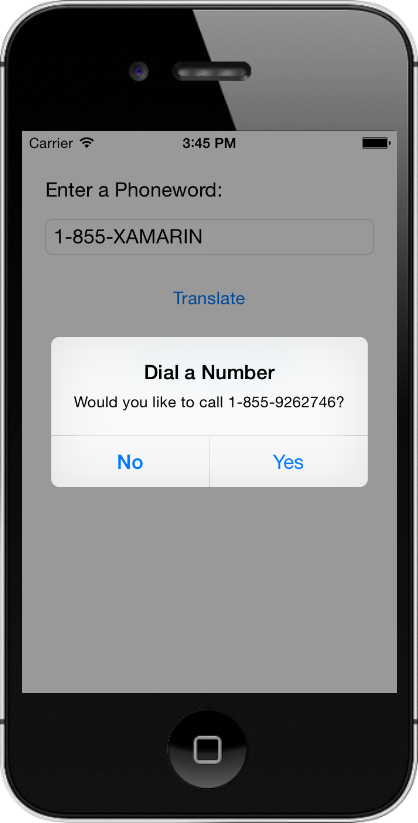 Carrier 3:45 PM
Enter a Phoneword:
1-855-XAMARIN
Translate
Dial a Number
Would you like to call 1-855-9262746?
No Yes